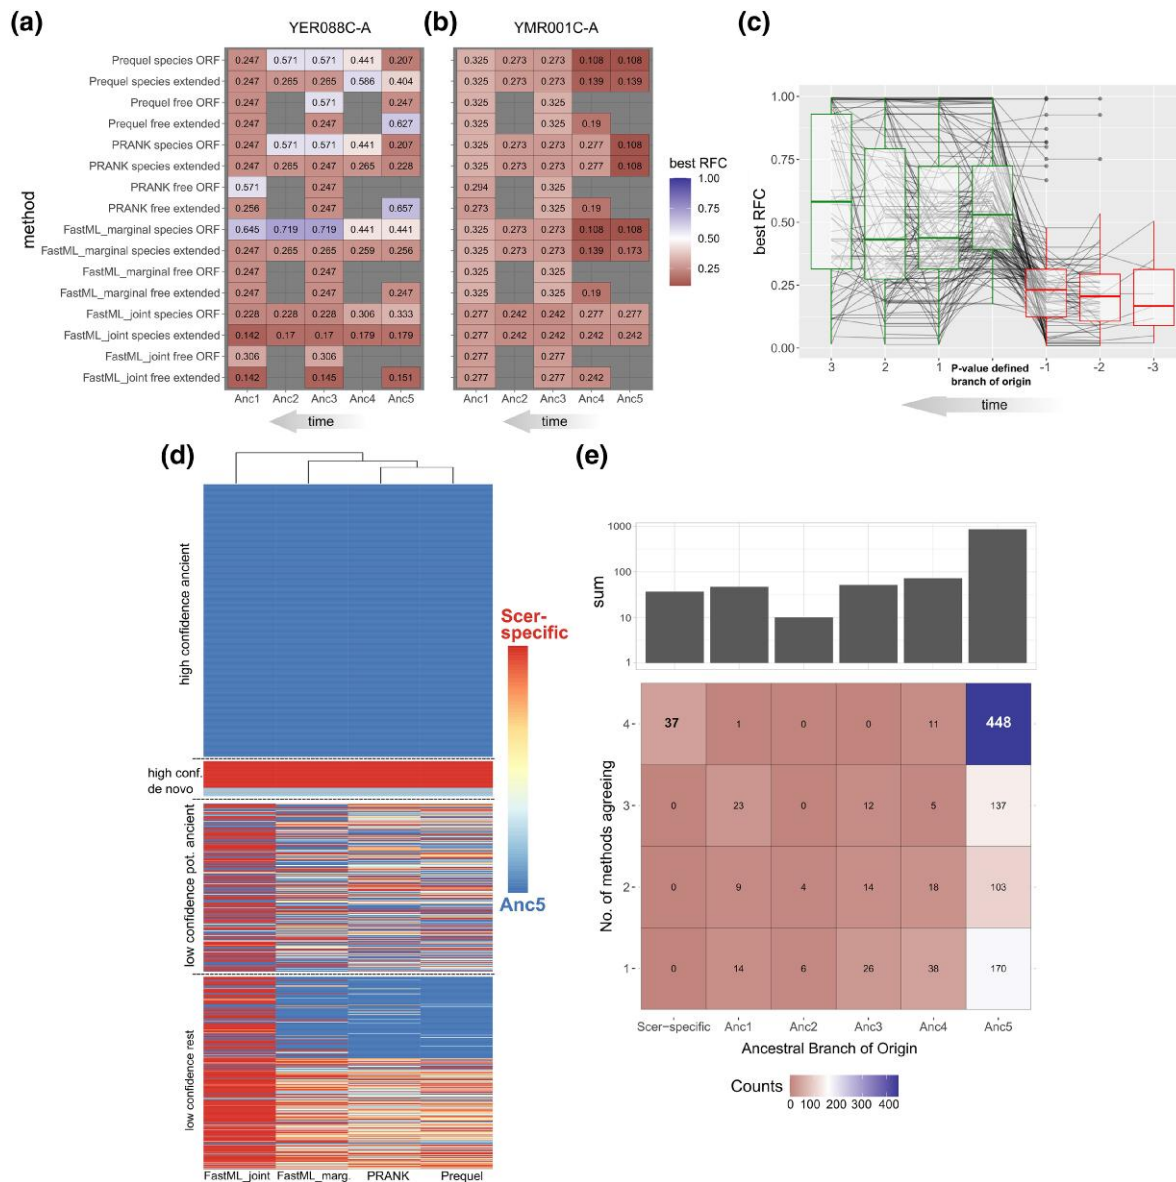 (a)
YER088C-A
(b)
YMR001C-A
(c)
method
Prequel species ORF 0.247 0.571 0.571 0.441 0.207 0.325 0.273 0.273 0.108 0.108
Prequel species extended 0.247 0.265 0.265 0.586 0.404 0.325 0.273 0.273 0.139 0.139
Prequel free ORF 0.247 0.571 0.247 0.325 0.325
Prequel free extended 0.247 0.247 0.627 0.325 0.325 0.19
PRANK species ORF 0.247 0.571 0.571 0.441 0.207 0.325 0.273 0.273 0.277 0.108
PRANK species extended 0.247 0.265 0.247 0.265 0.228 0.325 0.273 0.273 0.277 0.108
PRANK free ORF 0.571 0.247 0.294 0.325
PRANK free extended 0.256 0.247 0.657 0.273 0.325 0.19
FastML_marginal species ORF 0.645 0.719 0.719 0.441 0.441 0.325 0.273 0.273 0.108 0.108
FastML_marginal species extended 0.247 0.265 0.265 0.259 0.256 0.325 0.273 0.273 0.139 0.173
FastML_marginal free ORF 0.247 0.247 0.325 0.325
FastML_marginal free extended 0.247 0.247 0.247 0.325 0.325 0.19
FastML_joint species ORF 0.228 0.228 0.228 0.306 0.333 0.277 0.242 0.242 0.277 0.277
FastML_joint species extended 0.142 0.17 0.17 0.179 0.179 0.277 0.242 0.242 0.242 0.242
FastML_joint free ORF 0.306 0.306 0.277 0.277
FastML_joint free extended 0.142 0.145 0.151 0.277 0.277 0.242
Anc1 Anc2 Anc3 Anc4 Anc5 Anc1 Anc2 Anc3 Anc4 Anc5
time
time
best RFC
1.00
0.75
0.50
0.25
best RFC
1.00
0.75
0.50
0.25
0.00
3 2 1 P-value defined -1 -2 -3
branch of origin
time
(d)
high confidence ancient
high conf.
de novo
low confidence pot. ancient
low confidence rest
FastML_joint FastML_marg. PRANK Prequel
Scer-
specific
Anc5
(e)
sum
1000
100
10
1
No. of methods agreeing
4 37 1 0 0 11 448
3 0 23 0 12 5 137
2 0 9 4 14 18 103
1 0 14 6 26 38 170
Scer-specific Anc1 Anc2 Anc3 Anc4 Anc5
Ancestral Branch of Origin
Counts
0 100 200 300 400